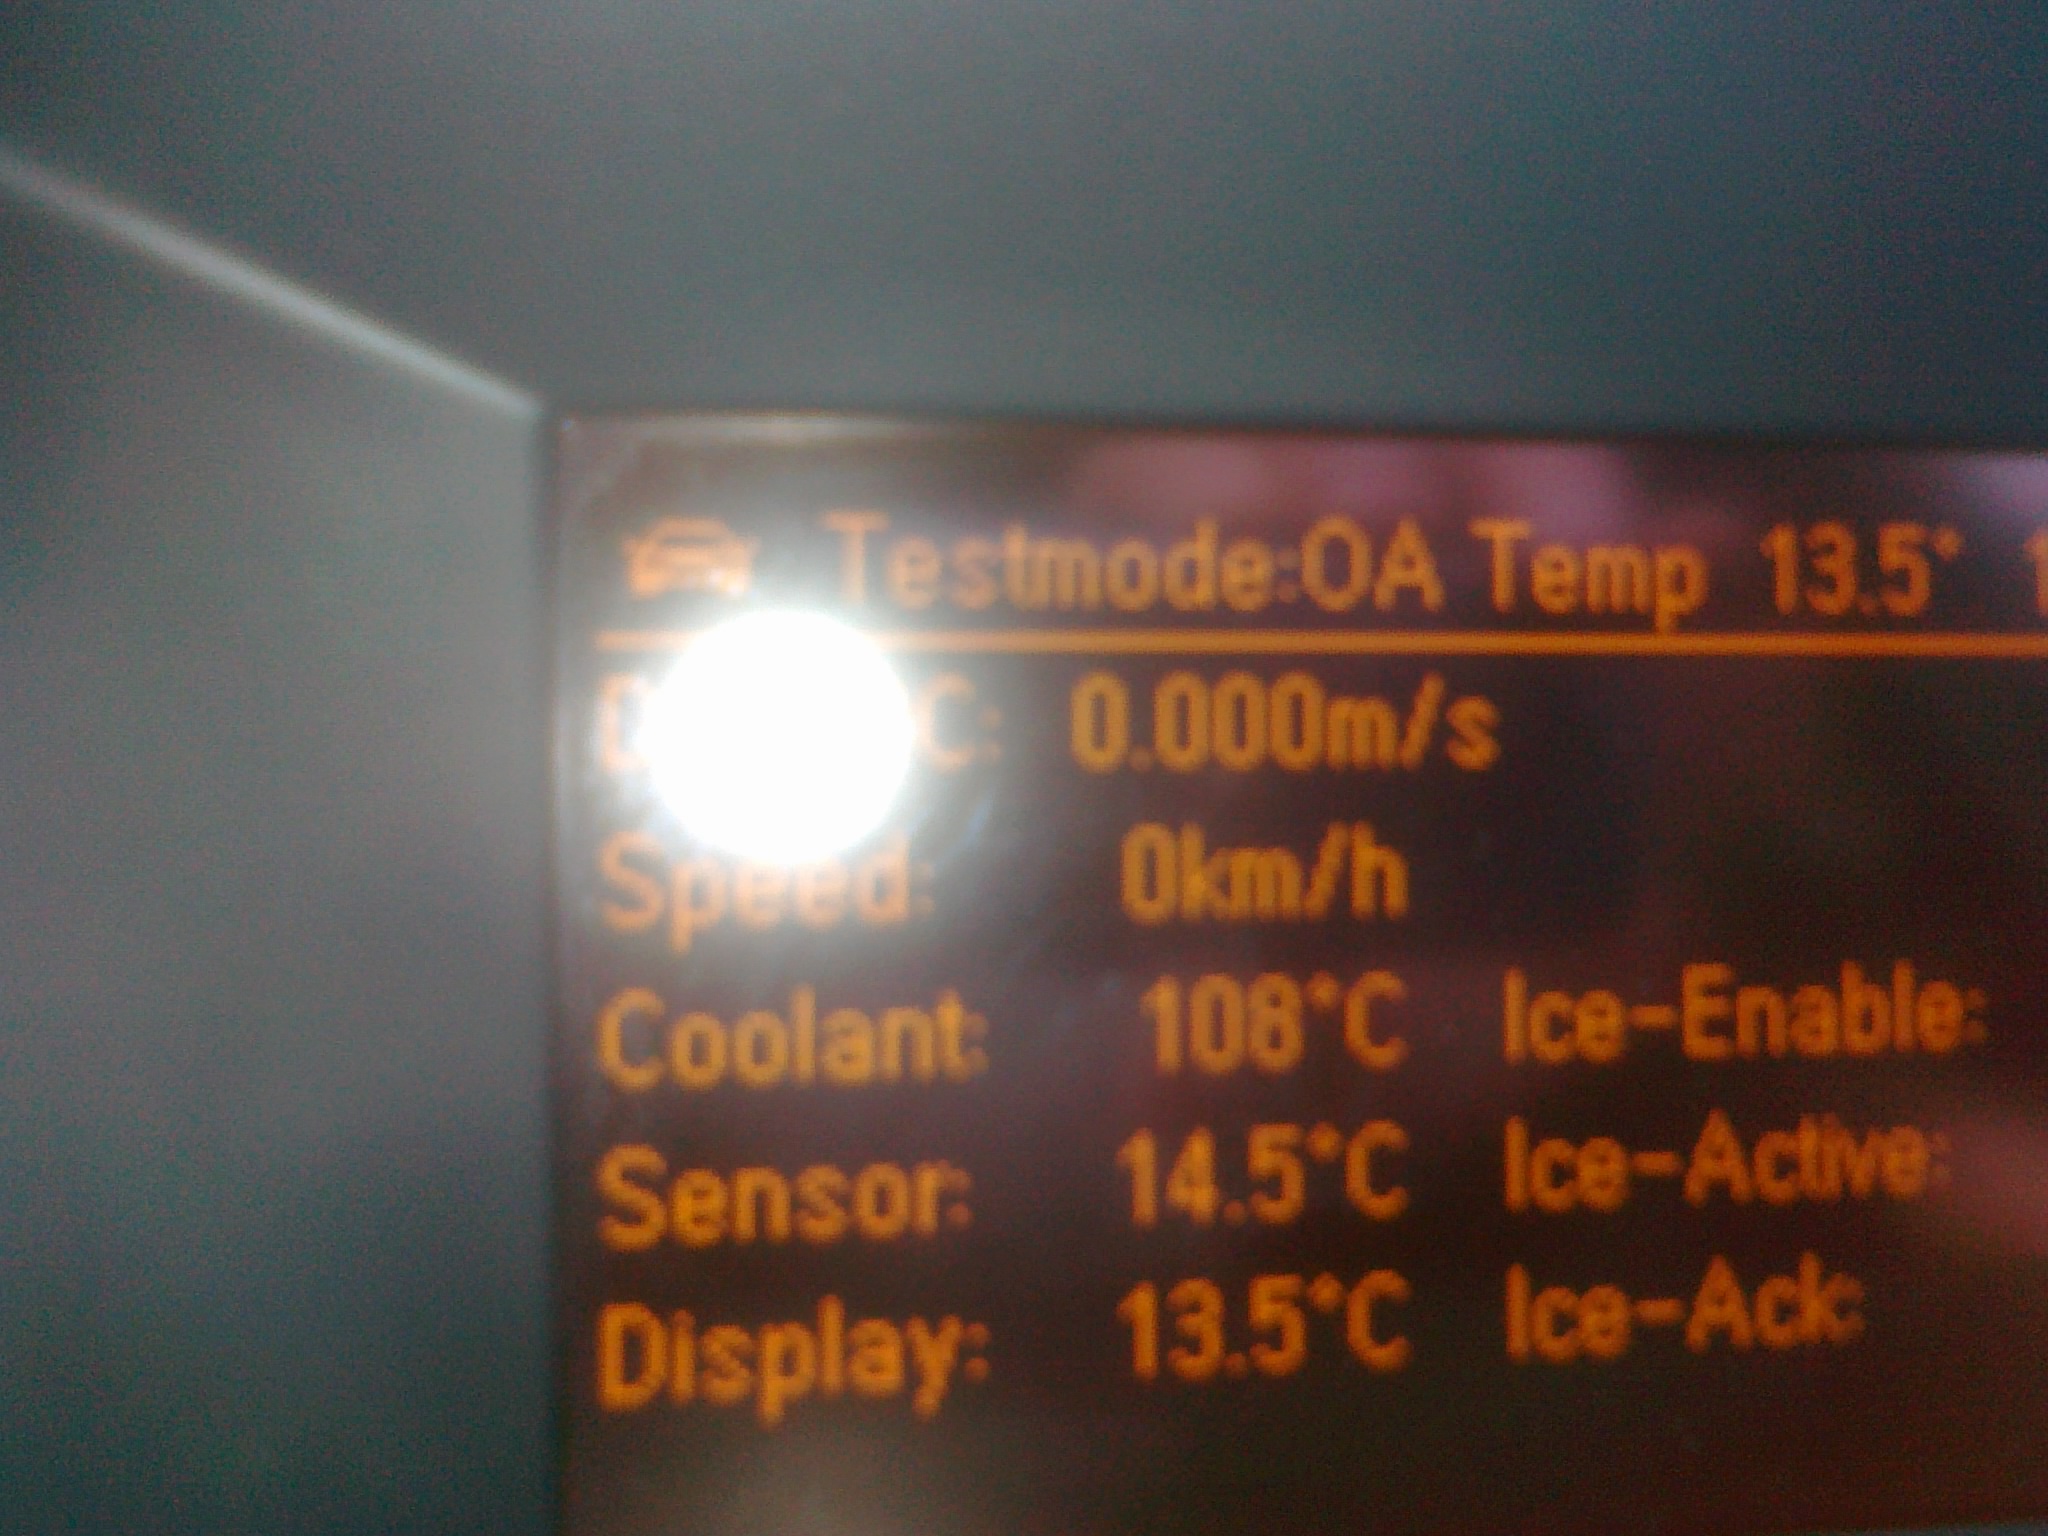 Testmode:OA Temp 13.5°
0.000m/s
Speed: 0km/h
Coolant: 108°C Ice-Enable:
Sensor: 14.5°C Ice-Active:
Display: 13.5°C Ice-Ack: